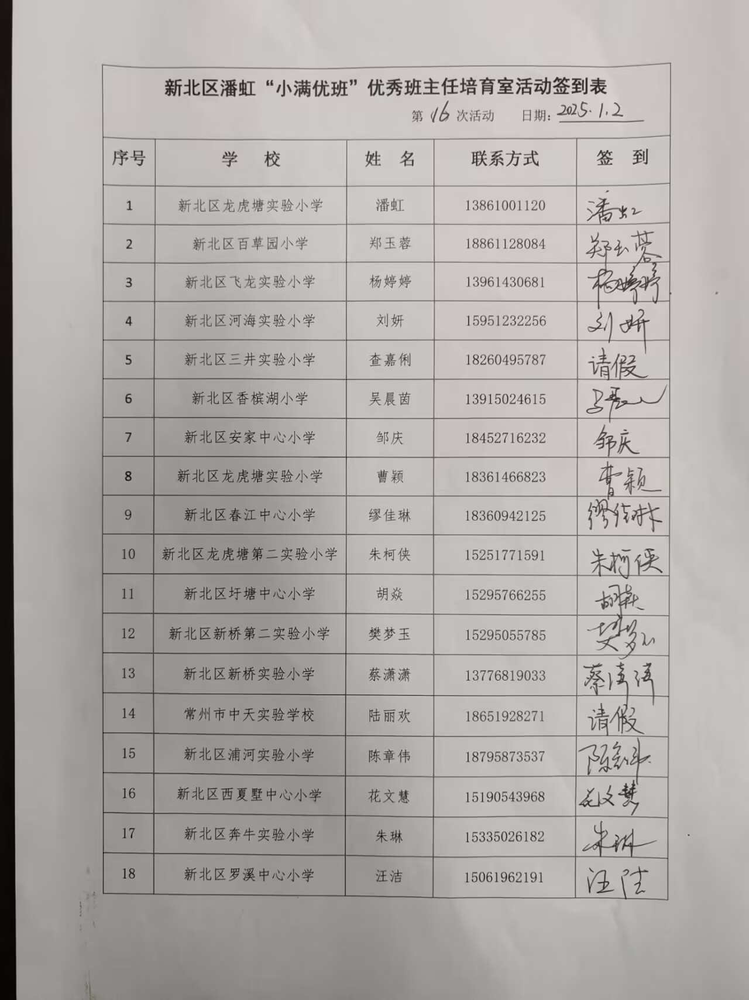 新北区潘虹“小满优班”优秀班主任培育室活动签到表
第 16 次活动 日期：2025.1.2
序号 学 校 姓 名 联系方式 签 到
1 新北区龙虎塘实验小学 潘虹 13861001120 潘虹
2 新北区百草园小学 郑玉蓉 18861128084 郑玉蓉
3 新北区飞龙实验小学 杨婷婷 13961430681 杨婷婷
4 新北区河海实验小学 刘妍 15951232256 刘妍
5 新北区三井实验小学 查嘉俐 18260495787 请假
6 新北区香槟湖小学 吴晨茵 13915024615
7 新北区安家中心小学 邹庆 18452716232 邹庆
8 新北区龙虎塘实验小学 曹颖 18361466823 曹颖
9 新北区春江中心小学 缪佳琳 18360942125 缪佳琳
10 新北区龙虎塘第二实验小学 朱柯侠 15251771591 朱柯侠
11 新北区圩塘中心小学 胡焱 15295766255 胡焱
12 新北区新桥第二实验小学 樊梦玉 15295055785 樊梦玉
13 新北区新桥实验小学 蔡潇潇 13776819033 蔡潇潇
14 常州市中天实验学校 陆丽欢 18651928271 请假
15 新北区浦河实验小学 陈章伟 18795873537 陈章伟
16 新北区西夏墅中心小学 花文慧 15190543968 花文慧
17 新北区奔牛实验小学 朱琳 15335026182 朱琳
18 新北区罗溪中心小学 汪洁 15061962191 汪洁